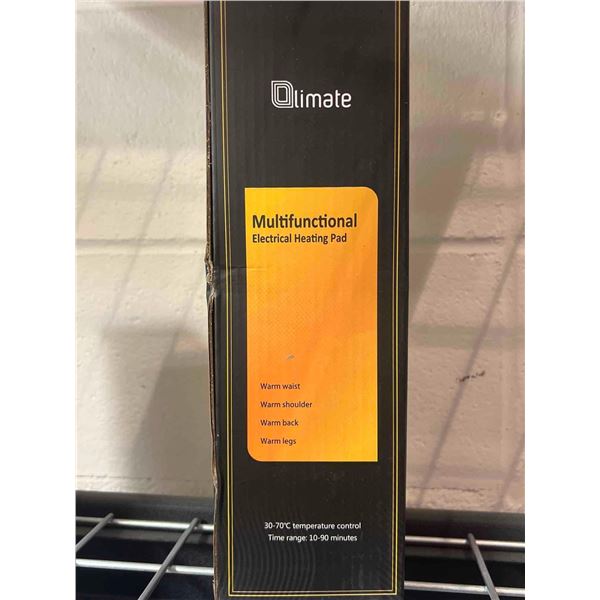 Dlimate
Multifunctional
Electrical Heating Pad
Warm waist
Warm shoulder
Warm back
Warm legs
30-70℃ temperature control
Time range: 10-90 minutes